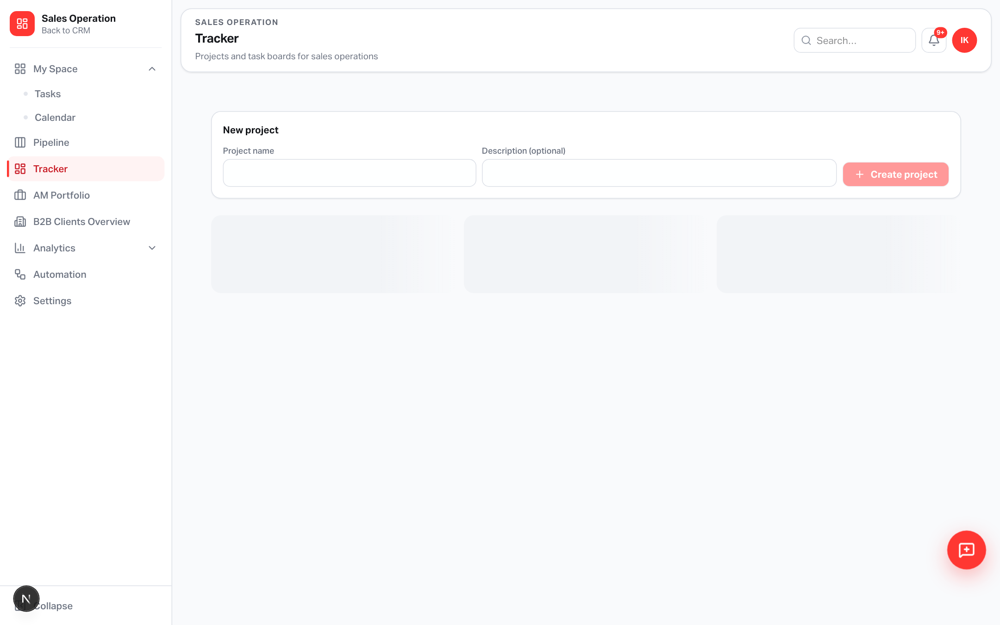 Sales Operation
Back to CRM
My Space
Tasks
Calendar
Pipeline
Tracker
AM Portfolio
B2B Clients Overview
Analytics
Automation
Settings
N
Collapse
SALES OPERATION
Tracker
Projects and task boards for sales operations
Search...
9+
IK
New project
Project name
Description (optional)
Create project